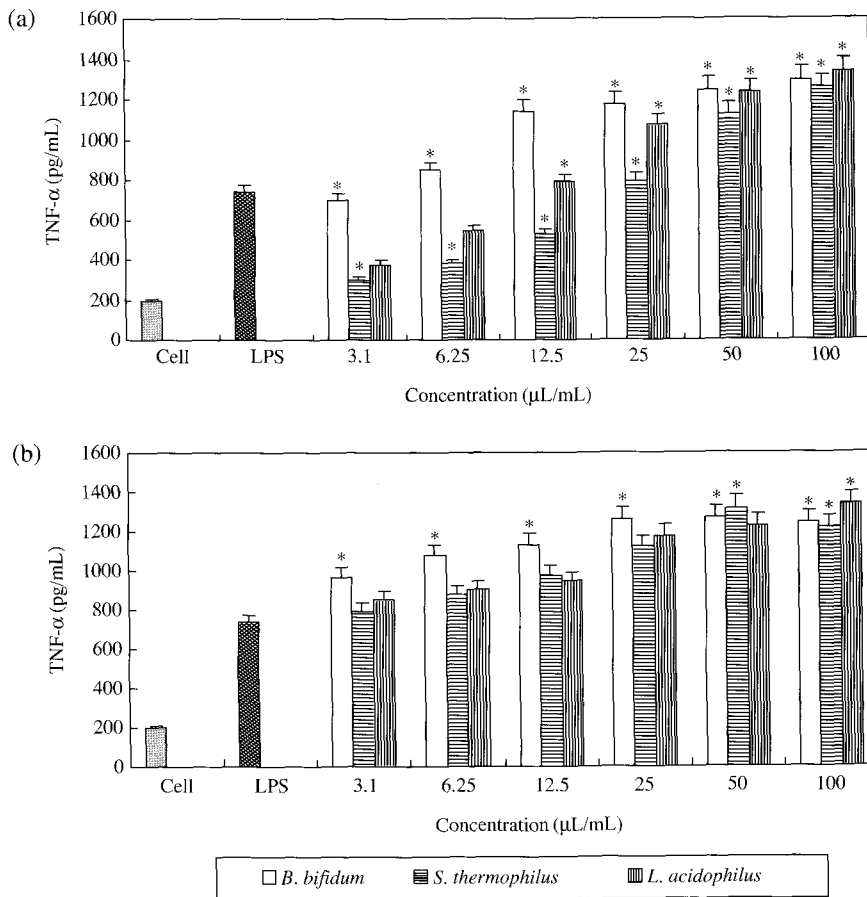 (a)
TNF-α (pg/mL)
1600
1400
1200
1000
800
600
400
200
0
* * * * * * * * * * * * * * * *
Cell LPS 3.1 6.25 12.5 25 50 100
Concentration (μL/mL)
(b)
TNF-α (pg/mL)
1600
1400
1200
1000
800
600
400
200
0
* * * * * * * * *
Cell LPS 3.1 6.25 12.5 25 50 100
Concentration (μL/mL)
B. bifidum S. thermophilus L. acidophilus